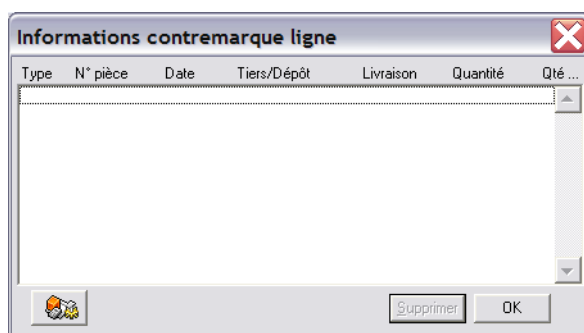 Informations contremarque ligne
Type N° pièce Date Tiers/Dépôt Livraison Quantité Qté ...
Supprimer OK